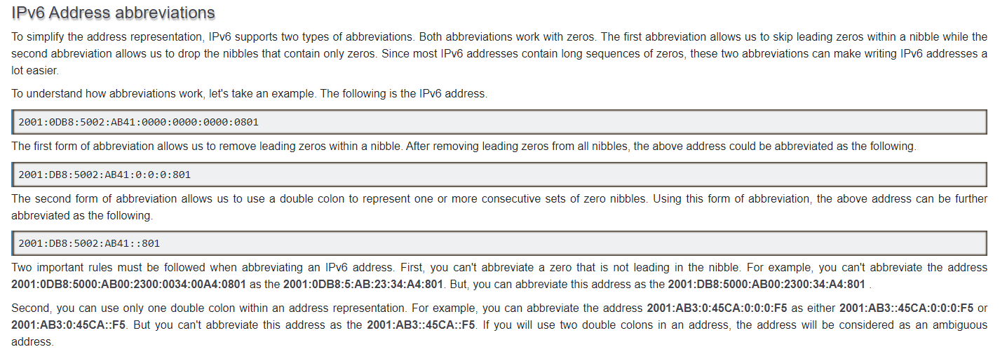 IPv6 Address abbreviations
To simplify the address representation, IPv6 supports two types of abbreviations. Both abbreviations work with zeros. The first abbreviation allows us to skip leading zeros within a nibble while the
second abbreviation allows us to drop the nibbles that contain only zeros. Since most IPv6 addresses contain long sequences of zeros, these two abbreviations can make writing IPv6 addresses a
lot easier.
To understand how abbreviations work, let's take an example. The following is the IPv6 address.
2001:0DB8:5002:AB41:0000:0000:0000:0801
The first form of abbreviation allows us to remove leading zeros within a nibble. After removing leading zeros from all nibbles, the above address could be abbreviated as the following.
2001:DB8:5002:AB41:0:0:0:801
The second form of abbreviation allows us to use a double colon to represent one or more consecutive sets of zero nibbles. Using this form of abbreviation, the above address can be further
abbreviated as the following.
2001:DB8:5002:AB41::801
Two important rules must be followed when abbreviating an IPv6 address. First, you can't abbreviate a zero that is not leading in the nibble. For example, you can't abbreviate the address
2001:0DB8:5000:AB00:2300:0034:00A4:0801 as the 2001:0DB8:5:AB:23:34:A4:801. But, you can abbreviate this address as the 2001:DB8:5000:AB00:2300:34:A4:801 .
Second, you can use only one double colon within an address representation. For example, you can abbreviate the address 2001:AB3:0:45CA:0:0:0:F5 as either 2001:AB3::45CA:0:0:0:F5 or
2001:AB3:0:45CA::F5. But you can't abbreviate this address as the 2001:AB3::45CA::F5. If you will use two double colons in an address, the address will be considered as an ambiguous
address.